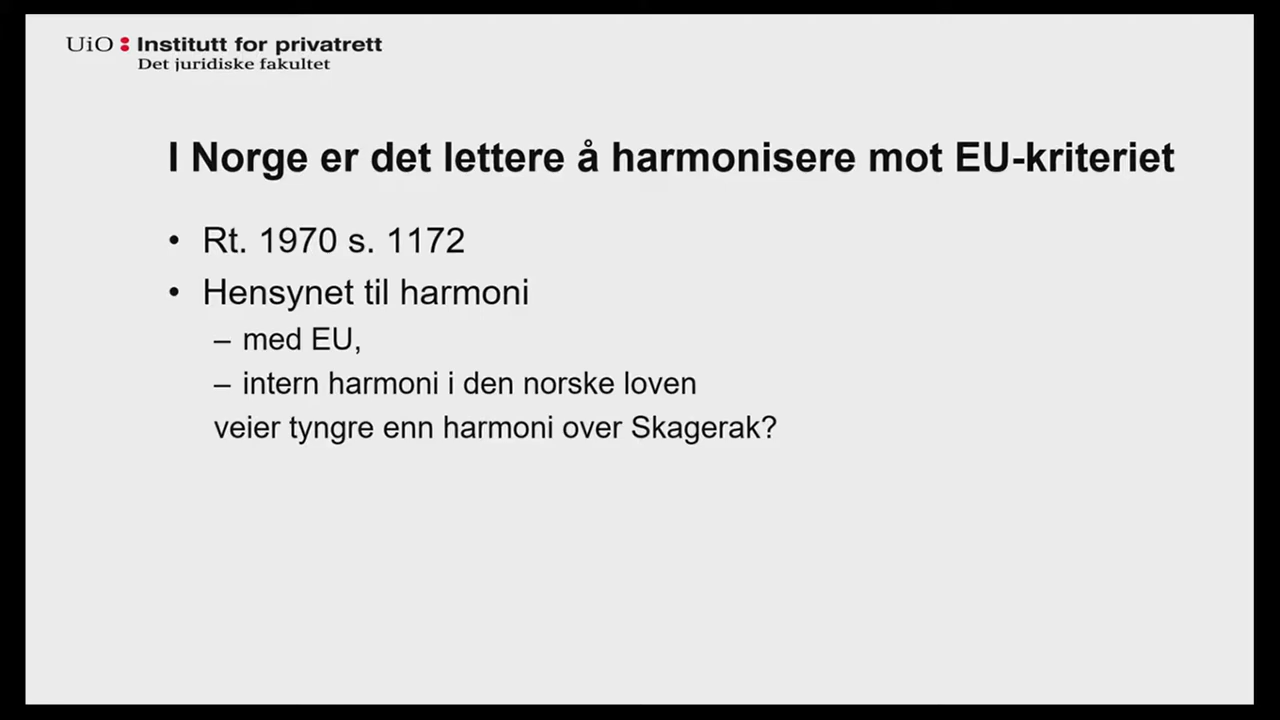 UiO : Institutt for privatrett
Det juridiske fakultet
I Norge er det lettere å harmonisere mot EU-kriteriet
• Rt. 1970 s. 1172
• Hensynet til harmoni
– med EU,
– intern harmoni i den norske loven
veier tyngre enn harmoni over Skagerak?